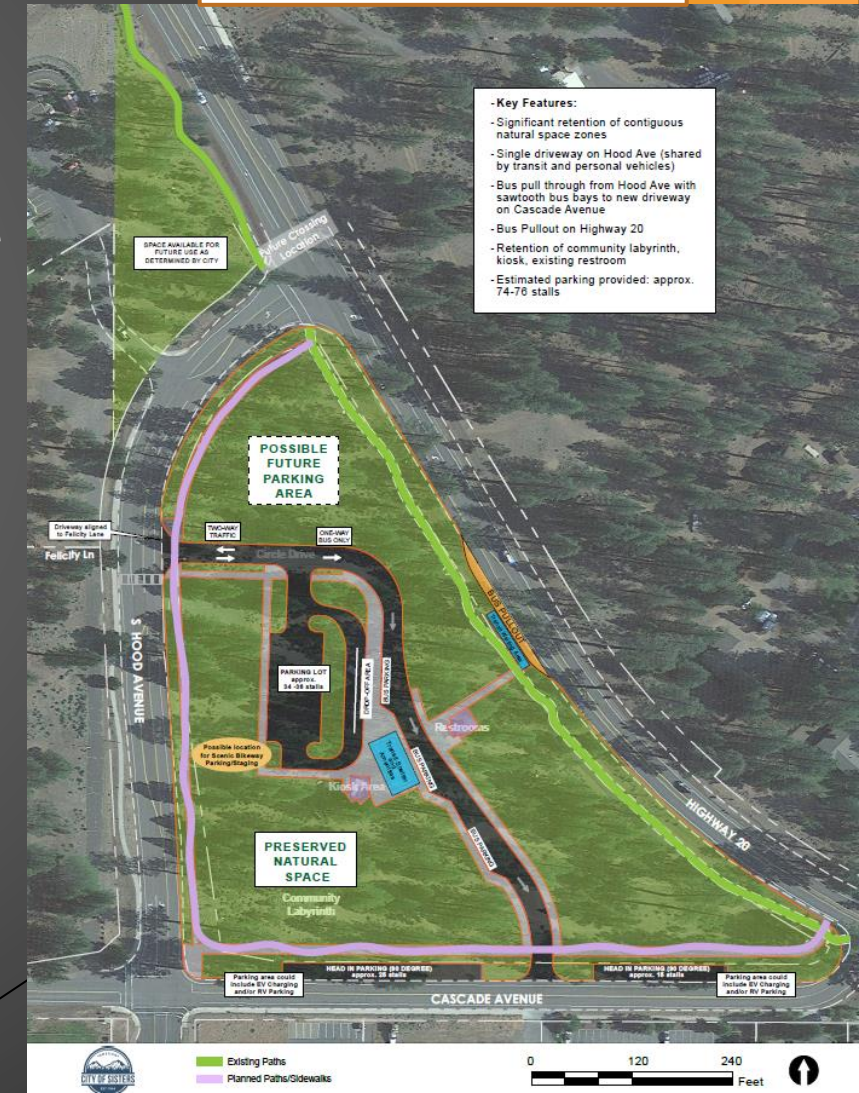 - Key Features:
- Significant retention of contiguous
natural space zones
- Single driveway on Hood Ave (shared
by transit and personal vehicles)
- Bus pull through from Hood Ave with
sawtooth bus bays to new driveway
on Cascade Avenue
- Bus Pullout on Highway 20
- Retention of community labyrinth,
kiosk, existing restroom
- Estimated parking provided: approx.
74-76 stalls
SPACE AVAILABLE FOR
FUTURE USE AS
DETERMINED BY CITY
Future Crossing
Location
POSSIBLE
FUTURE
PARKING
AREA
Driveway aligned
to Felicity Lane
Felicity Ln
TWO-WAY
TRAFFIC
ONE-WAY
BUS ONLY
Circle Drive
S HOOD AVENUE
BUS PULLOUT
PARKING LOT
approx.
34 -36 stalls
DROP-OFF AREA
BUS PARKING
Restrooms
Possible location
for Scenic Bikeway
Parking/Staging
Transit Shelter
and
Amenities
BUS PARKING
Kiosk Area
BUS PARKING
HIGHWAY 20
PRESERVED
NATURAL
SPACE
Community
Labyrinth
HEAD IN PARKING (90 DEGREE)
approx. 25 stalls
HEAD IN PARKING (90 DEGREE)
approx. 15 stalls
Parking area could
include EV Charging
and/or RV Parking
Parking area could
include EV Charging
and/or RV Parking
CASCADE AVENUE
CITY OF SISTERS
Existing Paths
Planned Paths/Sidewalks
0 120 240
Feet